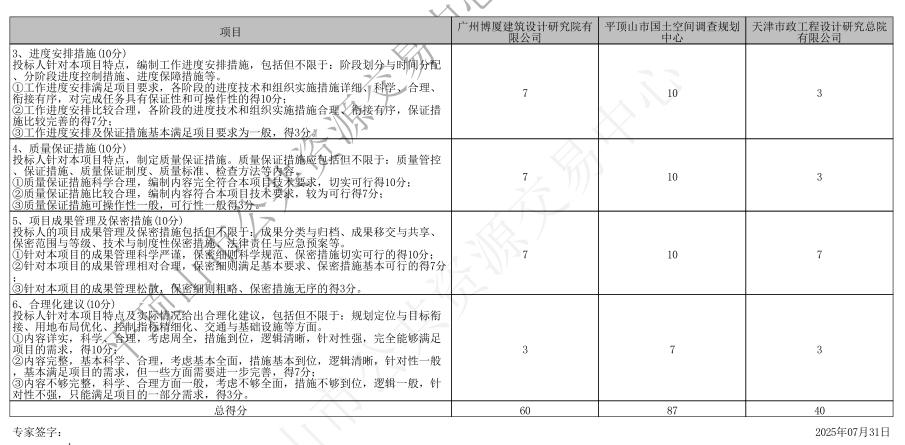 项目
广州博厦建筑设计研究院有
限公司
平顶山市国土空间调查规划
中心
天津市政工程设计研究总院
有限公司
3、进度安排措施(10分)
投标人针对本项目特点，编制工作进度安排措施，包括但不限于：阶段划分与时间分配
、分阶段进度控制措施、进度保障措施等。
①工作进度安排满足项目要求，各阶段的进度技术和组织实施措施详细、科学、合理、
衔接有序，对完成任务具有保证性和可操作性的得10分；
②工作进度安排比较合理，各阶段的进度技术和组织实施措施合理、衔接有序，保证措
施比较完善的得7分；
③工作进度安排及保证措施基本满足项目要求为一般，得3分。
7
10
3
4、质量保证措施(10分)
投标人针对本项目特点，制定质量保证措施。质量保证措施应包括但不限于：质量管控
、保证措施、质量保证制度、质量标准、检查方法等内容。
①质量保证措施科学合理，编制内容完全符合本项目技术要求，切实可行得10分；
②质量保证措施比较合理，编制内容符合本项目技术要求，较为可行得7分；
③质量保证措施可操作性一般，可行性一般得3分。
7
10
3
5、项目成果管理及保密措施(10分)
投标人的项目成果管理及保密措施包括但不限于：成果分类与归档、成果移交与共享、
保密范围与等级、技术与制度性保密措施、法律责任与应急预案等。
①针对本项目的成果管理科学严谨，保密细则科学规范、保密措施切实可行的得10分；
②针对本项目的成果管理相对合理，保密细则满足基本要求、保密措施基本可行的得7分
；
③针对本项目的成果管理松散，保密细则粗略、保密措施无序的得3分。
7
10
7
6、合理化建议(10分)
投标人针对本项目特点及实际情况给出合理化建议，包括但不限于：规划定位与目标衔
接、用地布局优化、控制指标精细化、交通与基础设施等方面。
①内容详实，科学、合理，考虑周全，措施到位，逻辑清晰，针对性强，完全能够满足
项目的需求，得10分；
②内容完整，基本科学、合理，考虑基本全面，措施基本到位，逻辑清晰，针对性一般
，基本满足项目的需求，但一些方面需要进一步完善，得7分；
③内容不够完整，科学、合理方面一般，考虑不够全面，措施不够到位，逻辑一般，针
对性不强，只能满足项目的一部分需求，得3分。
3
7
3
总得分
60
87
40
专家签字：
2025年07月31日
平顶山市公共资源交易中心
山市公共资源交易中心